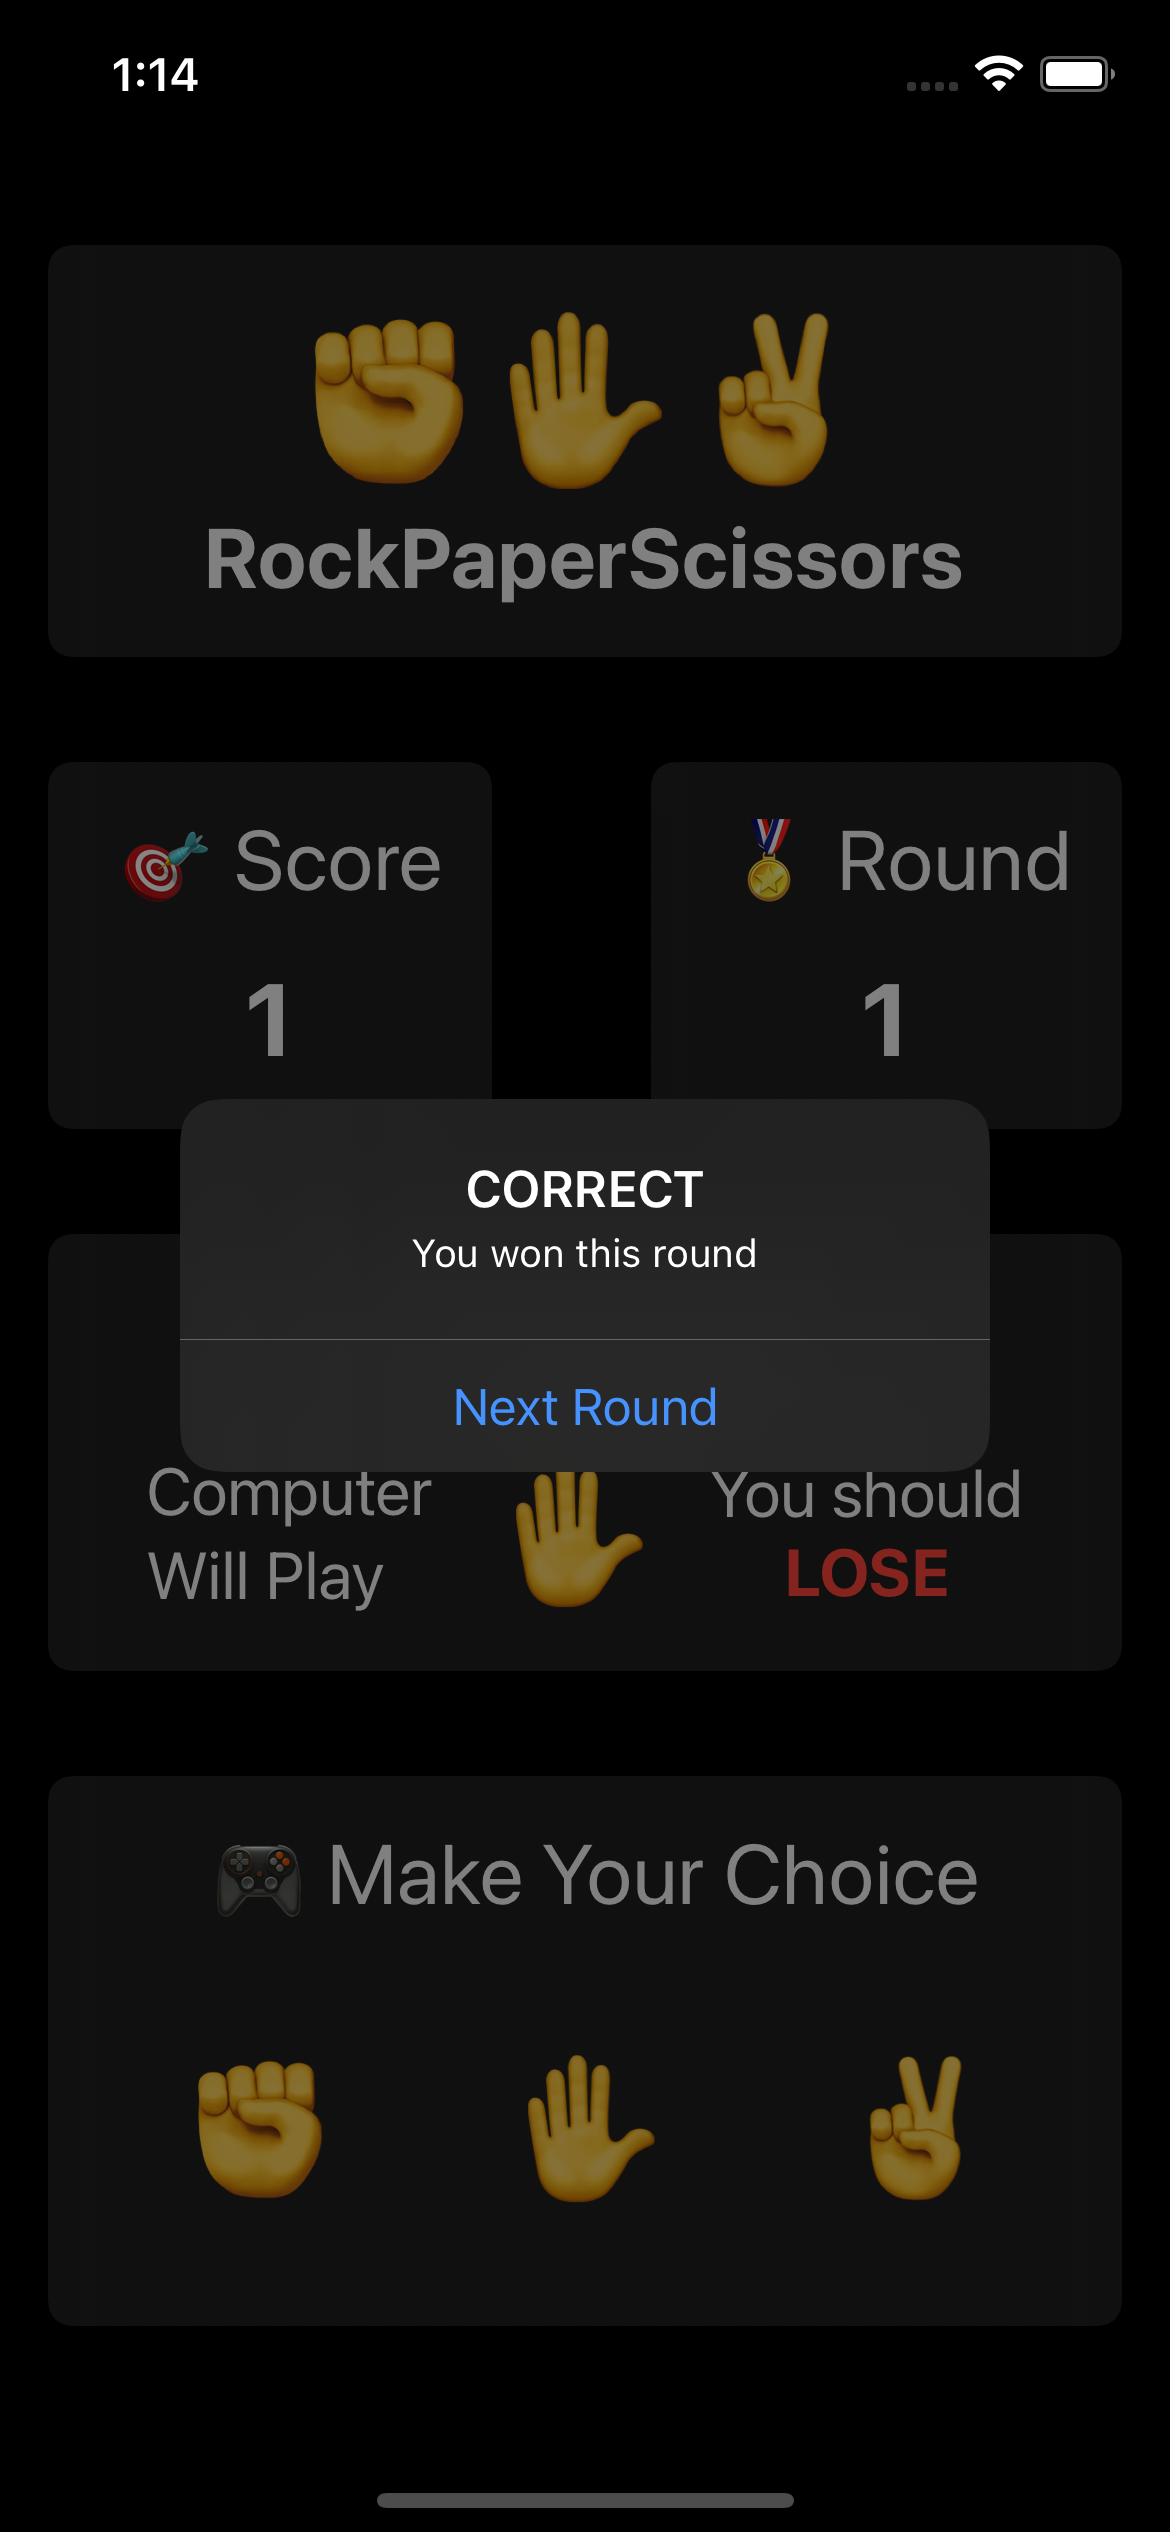 1:14
RockPaperScissors
Score
Round
1
1
CORRECT
You won this round
Next Round
Computer
Will Play
You should
LOSE
Make Your Choice